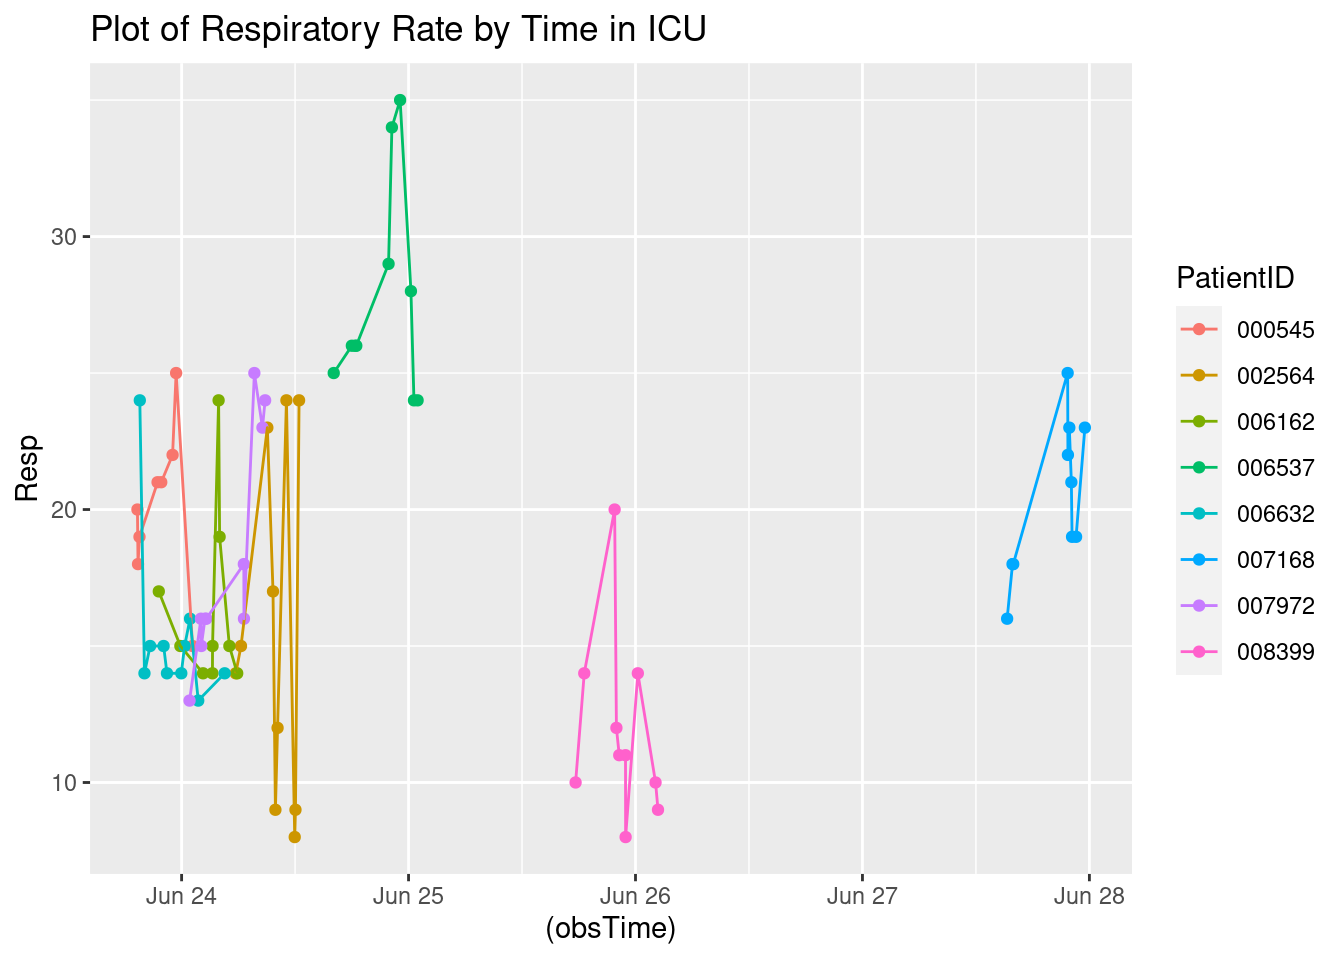 Plot of Respiratory Rate by Time in ICU
Resp
30
20
10
Jun 24
Jun 25
Jun 26
Jun 27
Jun 28
(obsTime)
PatientID
000545
002564
006162
006537
006632
007168
007972
008399